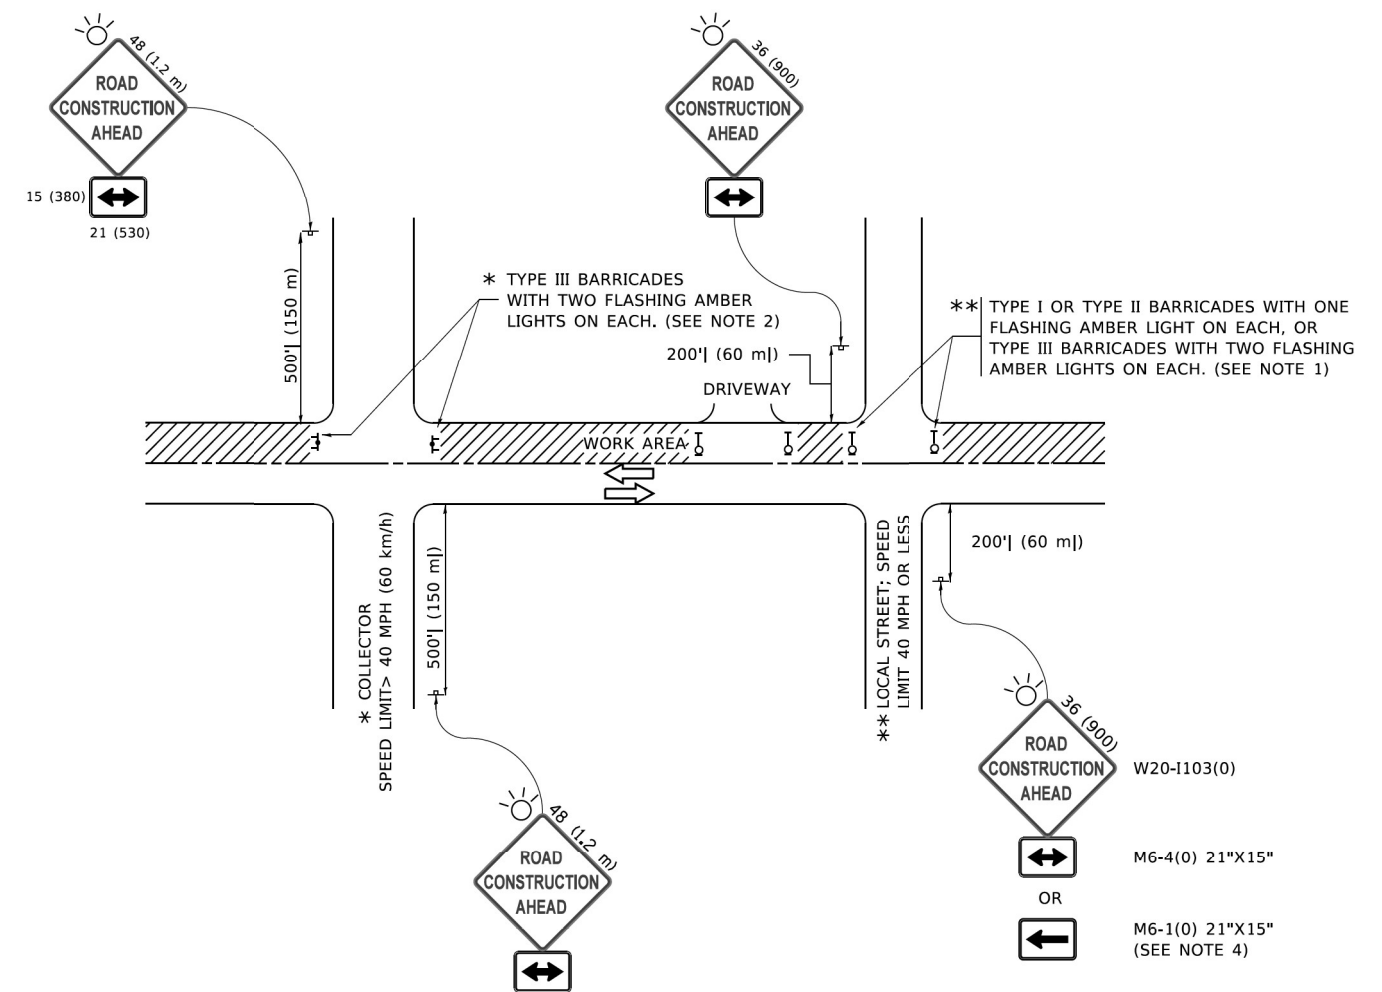 48 (1.2 m)
ROAD
CONSTRUCTION
AHEAD
15 (380)
21 (530)
36 (900)
ROAD
CONSTRUCTION
AHEAD
500'| (150 m)
* TYPE III BARRICADES
WITH TWO FLASHING AMBER
LIGHTS ON EACH. (SEE NOTE 2)
200'| (60 m|)
DRIVEWAY
** TYPE I OR TYPE II BARRICADES WITH ONE
FLASHING AMBER LIGHT ON EACH, OR
TYPE III BARRICADES WITH TWO FLASHING
AMBER LIGHTS ON EACH. (SEE NOTE 1)
WORK AREA
* COLLECTOR
SPEED LIMIT> 40 MPH (60 km/h)
500'| (150 m|)
** LOCAL STREET; SPEED
LIMIT 40 MPH OR LESS
200'| (60 m|)
48 (1.2 m)
ROAD
CONSTRUCTION
AHEAD
36 (900)
ROAD
CONSTRUCTION
AHEAD
W20-I103(0)
M6-4(0) 21"X15"
OR
M6-1(0) 21"X15"
(SEE NOTE 4)